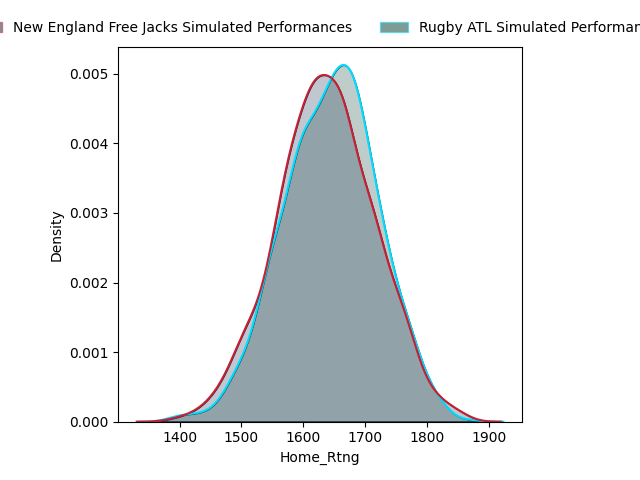 New England Free Jacks Simulated Performances
Rugby ATL Simulated
0.005
0.004
0.003
0.002
0.001
0.000
Density
1400 1500 1600 1700 1800 1900
Home_Rtng